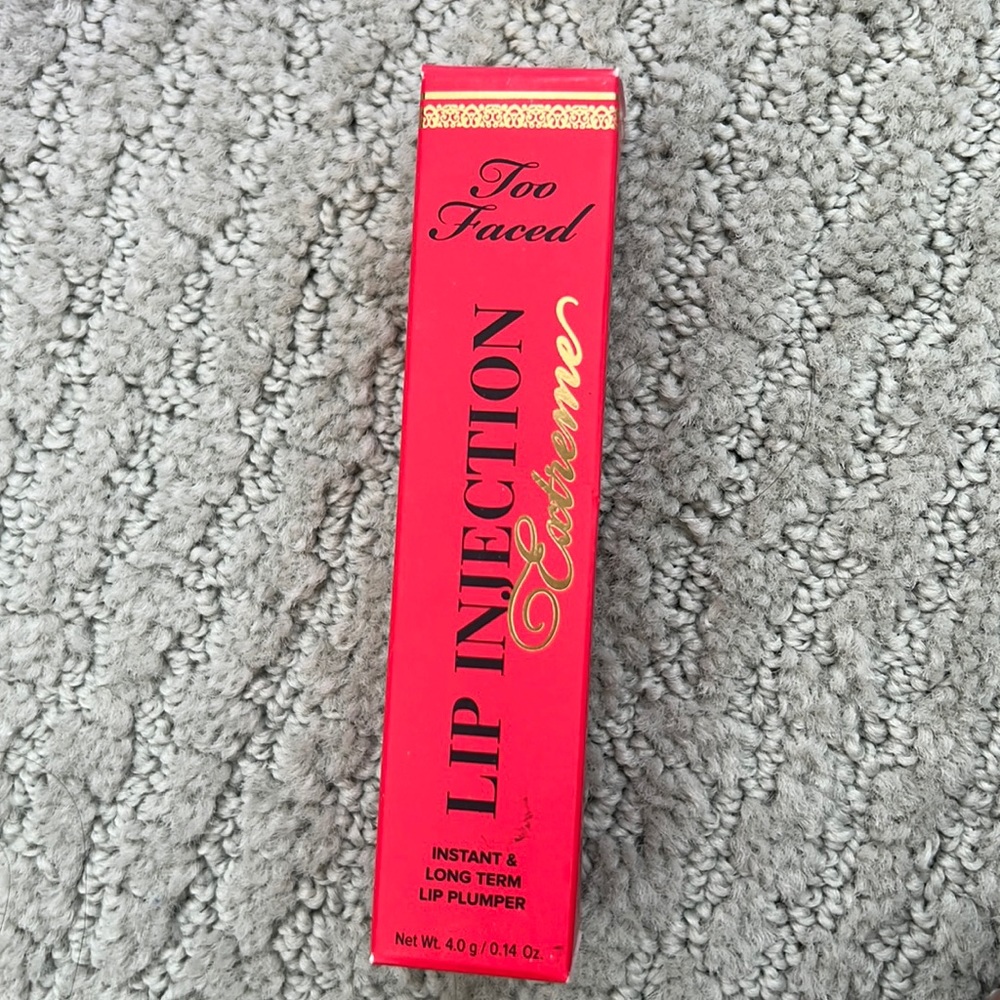 Too
Faced
LIP INJECTION
Extreme
INSTANT &
LONG TERM
LIP PLUMPER
Net Wt. 4.0 g / 0.14 Oz.